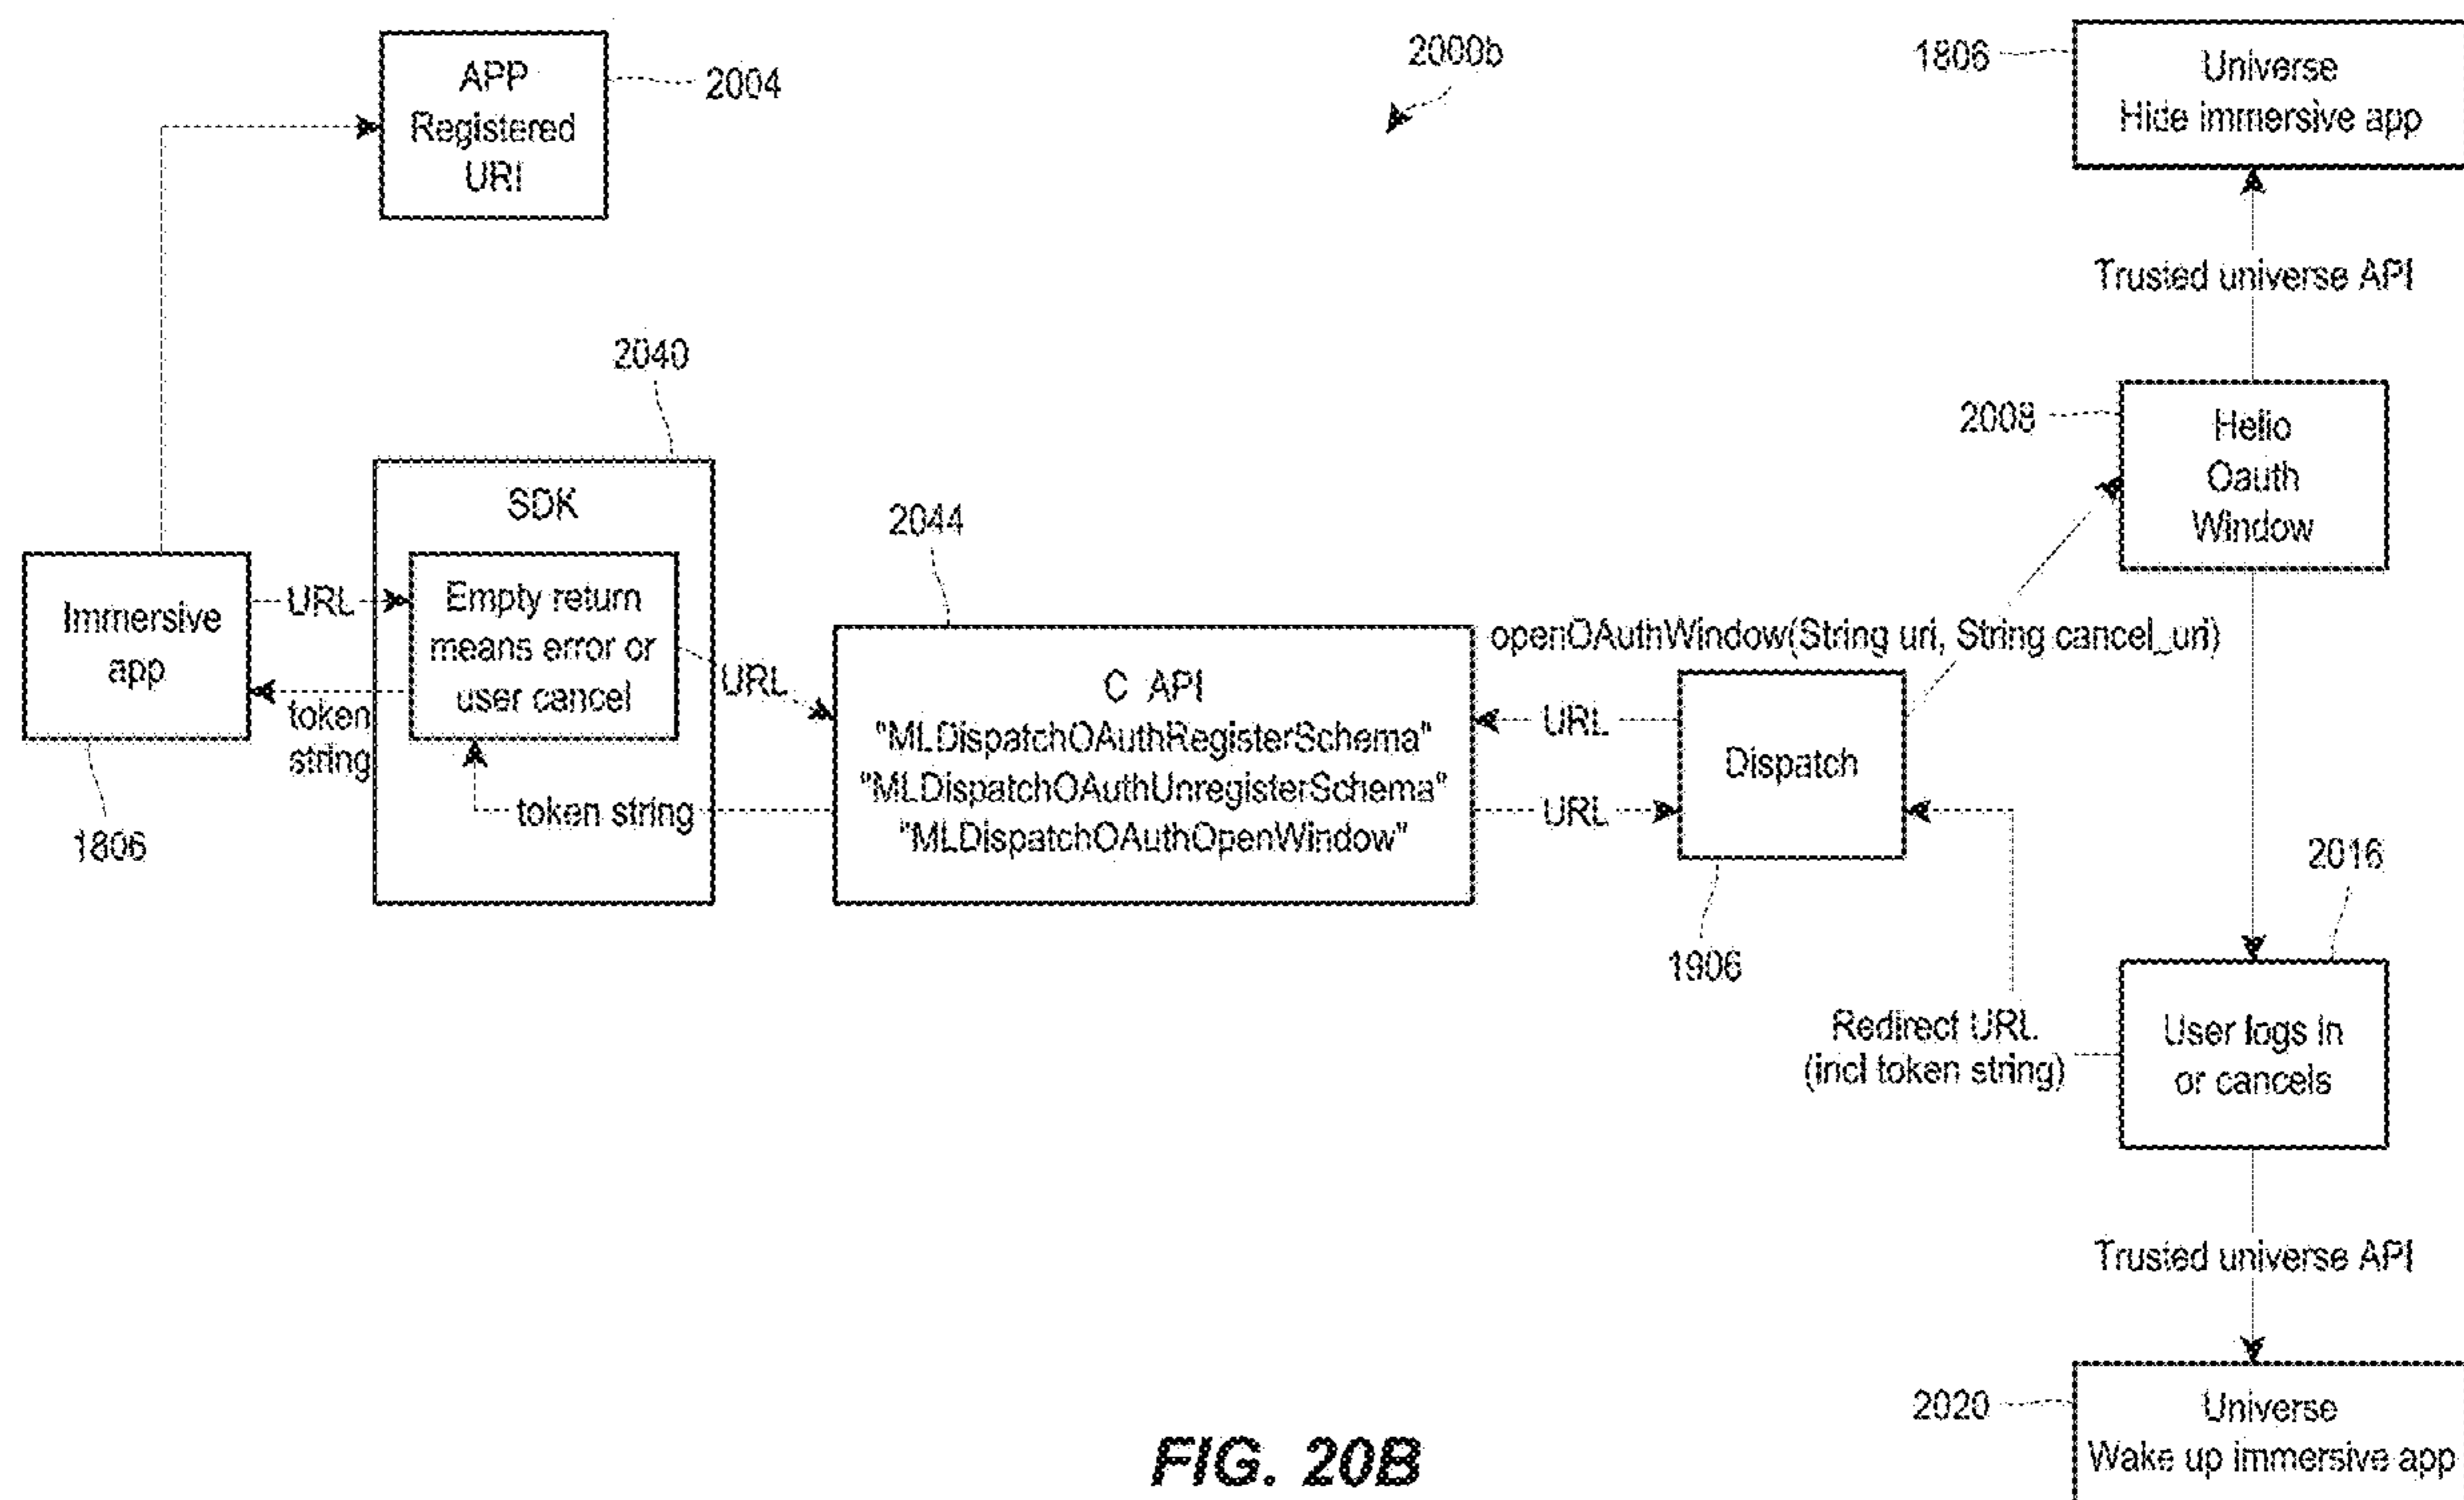 2000b
APP
Registered
URI
2004
1806
Universe
Hide immersive app
Trusted universe API
2040
2008
Helio
Oauth
Window
SDK
2044
Immersive
app
URL
Empty return
means error or
user cancel
token
string
1806
URL
token string
C API
"MLDispatchOAuthRegisterSchema"
"MLDispatchOAuthUnregisterSchema"
"MLDispatchOAuthOpenWindow"
openOAuthWindow(String uri, String cancel_uri)
URL
URL
Dispatch
1906
2016
Redirect URL
(incl token string)
User logs in
or cancels
Trusted universe API
2020
Universe
Wake up immersive app
FIG. 20B